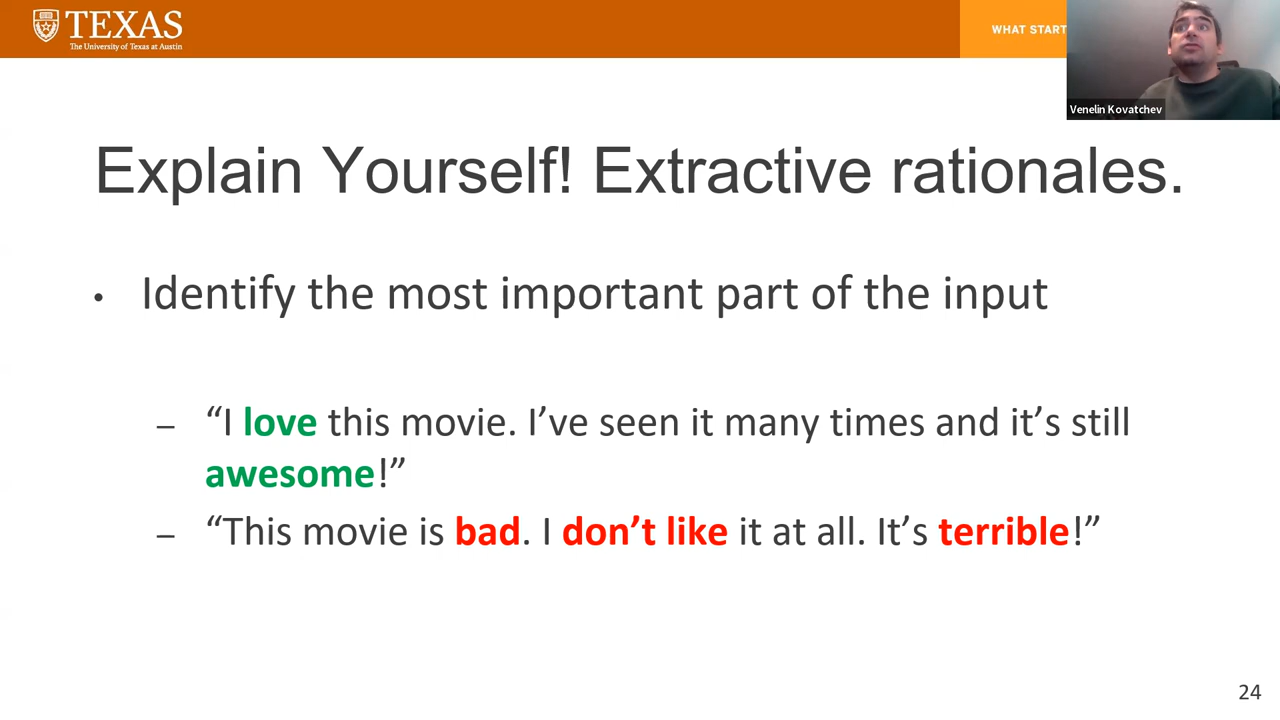 TEXAS
The University of Texas at Austin
WHAT START
Venelin Kovatchev
Explain Yourself! Extractive rationales.
• Identify the most important part of the input
– “I love this movie. I’ve seen it many times and it’s still
awesome!”
– “This movie is bad. I don’t like it at all. It’s terrible!”
24